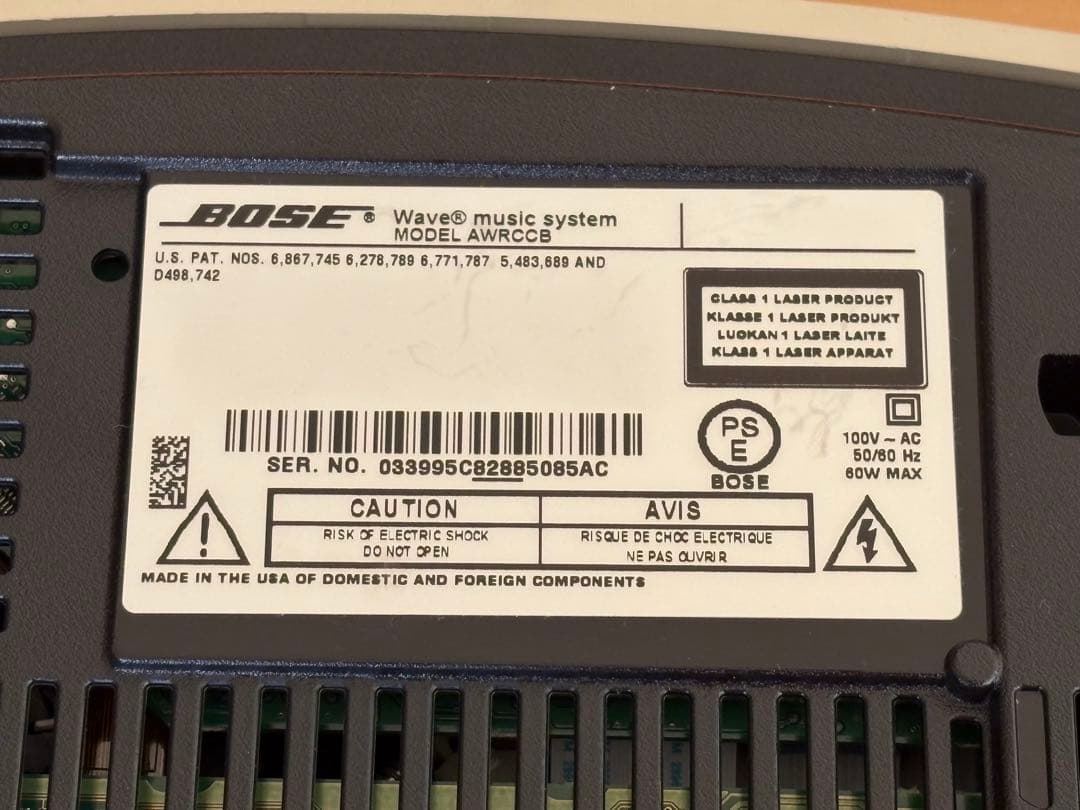 BOSE® Wave® music system
MODEL AWRCCB
U.S. PAT. NOS. 6,867,745 6,278,789 6,771,787 5,483,689 AND
D498,742
CLASS 1 LASER PRODUCT
KLASSE 1 LASER PRODUKT
LUOKAN 1 LASER LAITE
KLASS 1 LASER APPARAT
PS
E
BOSE
100V ~ AC
50/60 Hz
60W MAX
SER. NO. 033995C82885085AC
CAUTION
RISK OF ELECTRIC SHOCK
DO NOT OPEN
AVIS
RISQUE DE CHOC ELECTRIQUE
NE PAS OUVRIR
MADE IN THE USA OF DOMESTIC AND FOREIGN COMPONENTS